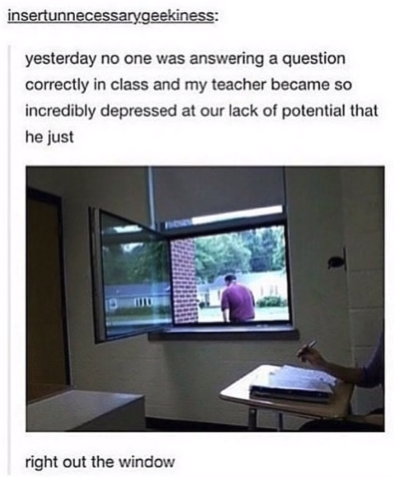 insertunnecessarygeekiness:
yesterday no one was answering a question
correctly in class and my teacher became so
incredibly depressed at our lack of potential that
he just
right out the window